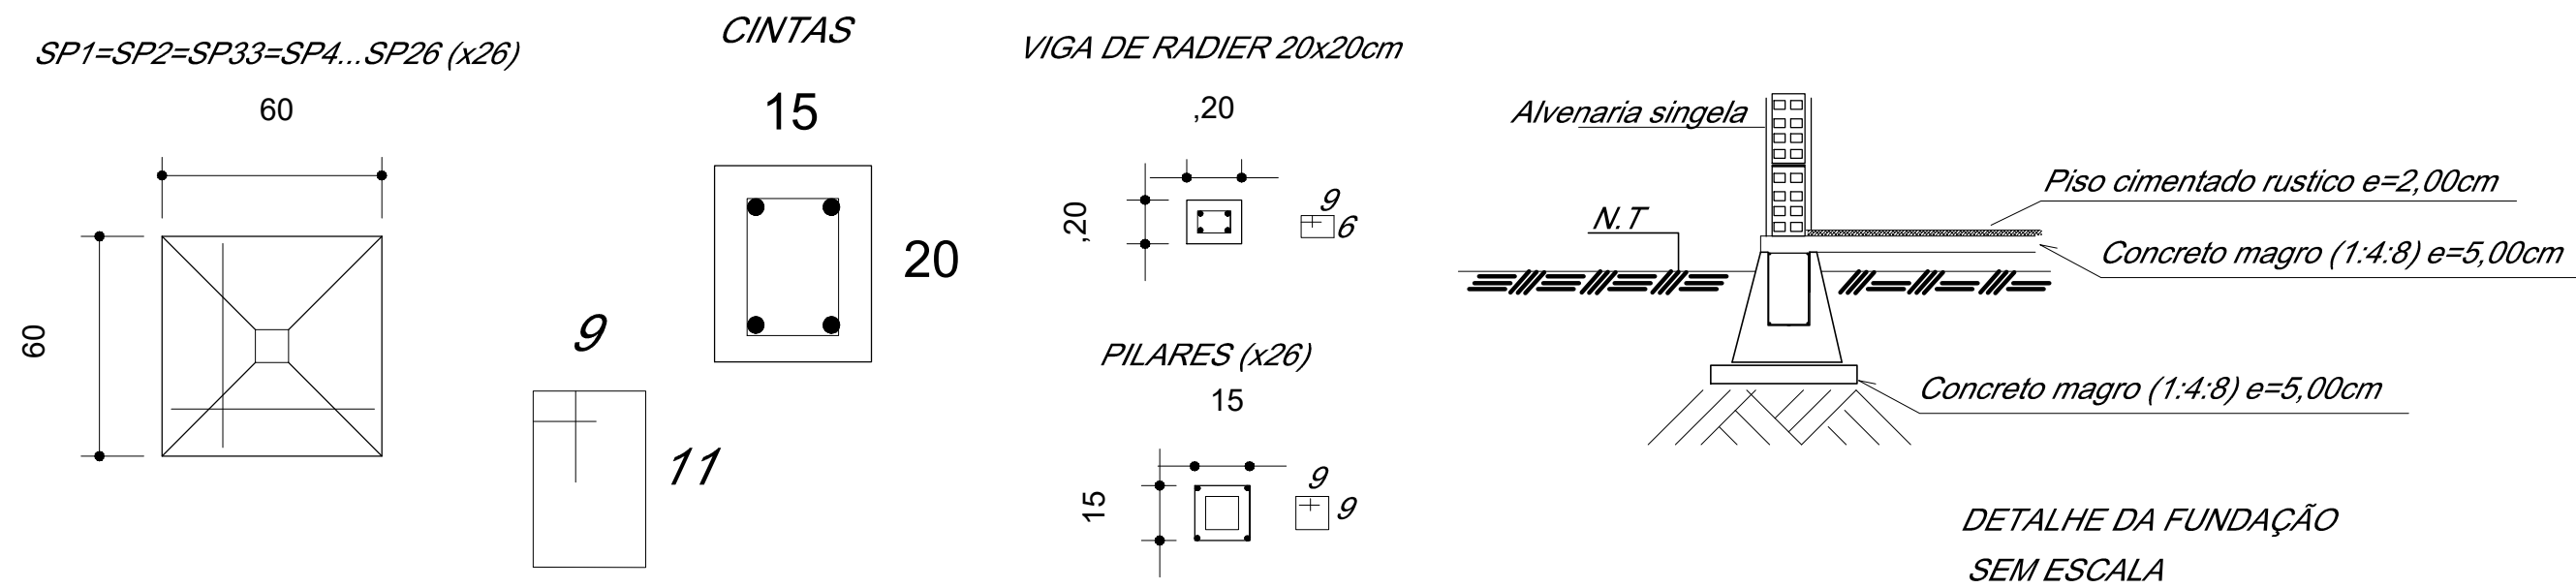 SP1=SP2=SP33=SP4...SP26 (x26)
60
60
CINTAS
15
20
9
11
VIGA DE RADIER 20x20cm
,20
,20
9
6
PILARES (x26)
15
15
9
9
Alvenaria singela
N.T
Piso cimentado rustico e=2,00cm
Concreto magro (1:4:8) e=5,00cm
Concreto magro (1:4:8) e=5,00cm
DETALHE DA FUNDAÇÃO
SEM ESCALA